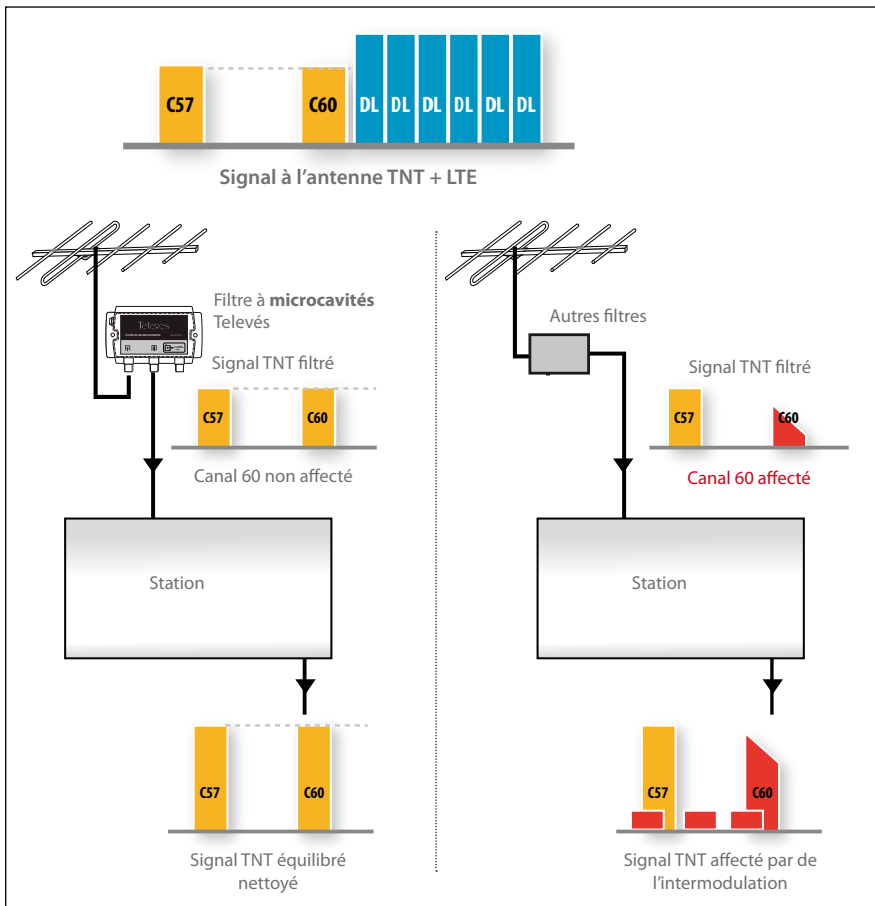 C57
C60
DL
DL
DL
DL
DL
DL
Signal à l'antenne TNT + LTE
Filtre à microcavités
Televés
Televés
Signal TNT filtré
C57
C60
Canal 60 non affecté
Station
C57
C60
Signal TNT équilibré
nettoyé
Autres filtres
Signal TNT filtré
C57
C60
Canal 60 affecté
Station
C57
C60
Signal TNT affecté par de
l'intermodulation